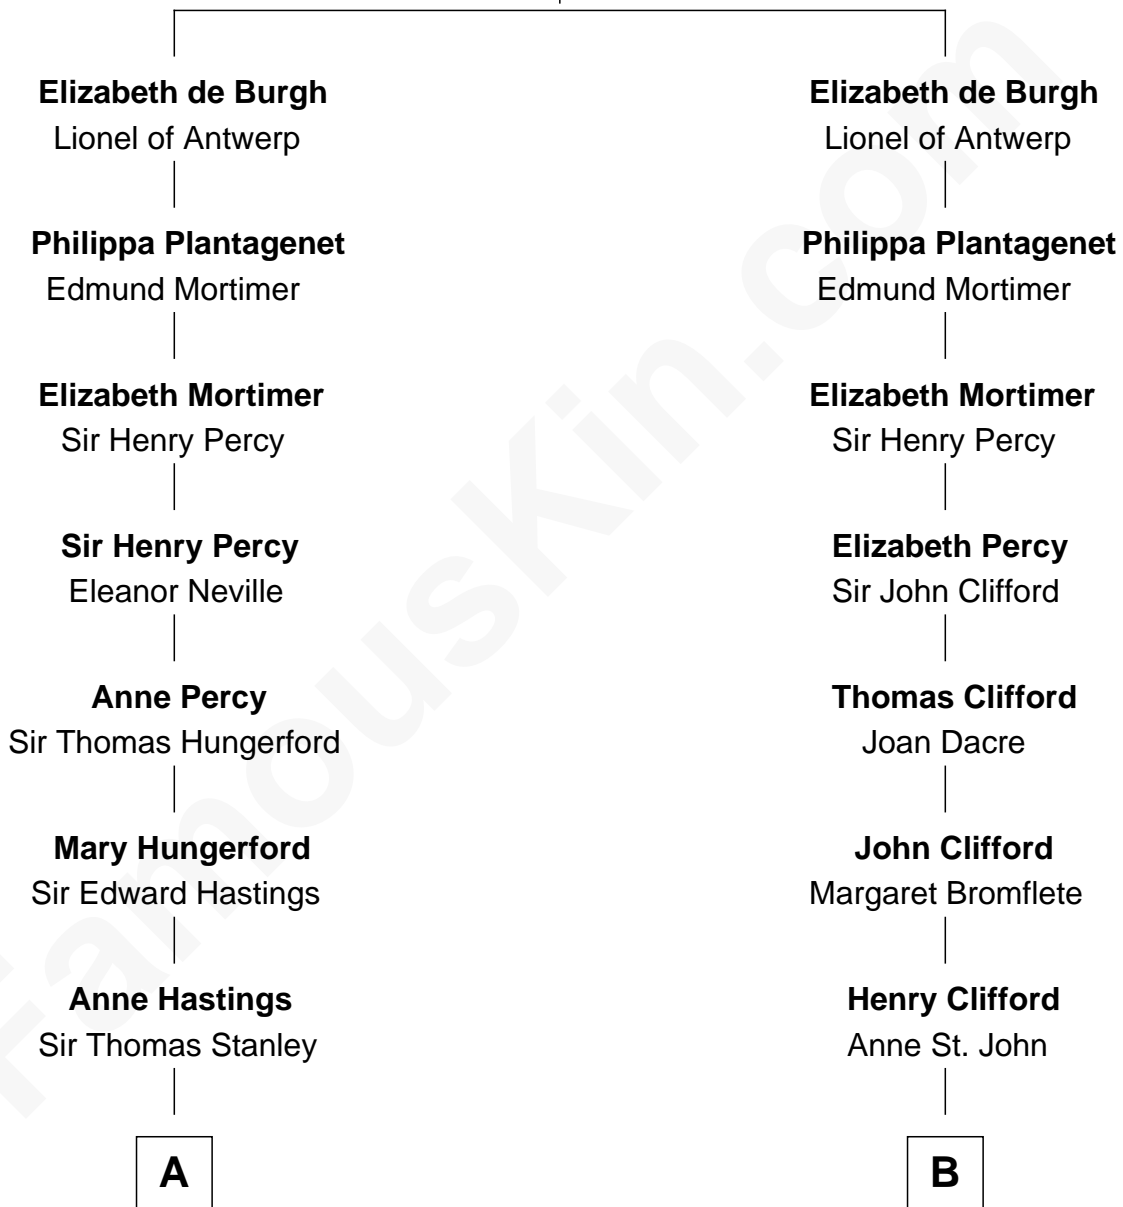 Elizabeth de Burgh
Lionel of Antwerp
Philippa Plantagenet
Edmund Mortimer
Elizabeth Mortimer
Sir Henry Percy
Sir Henry Percy
Eleanor Neville
Anne Percy
Sir Thomas Hungerford
Mary Hungerford
Sir Edward Hastings
Anne Hastings
Sir Thomas Stanley
A
Elizabeth de Burgh
Lionel of Antwerp
Philippa Plantagenet
Edmund Mortimer
Elizabeth Mortimer
Sir Henry Percy
Elizabeth Percy
Sir John Clifford
Thomas Clifford
Joan Dacre
John Clifford
Margaret Bromflete
Henry Clifford
Anne St. John
B
FamousKin.com